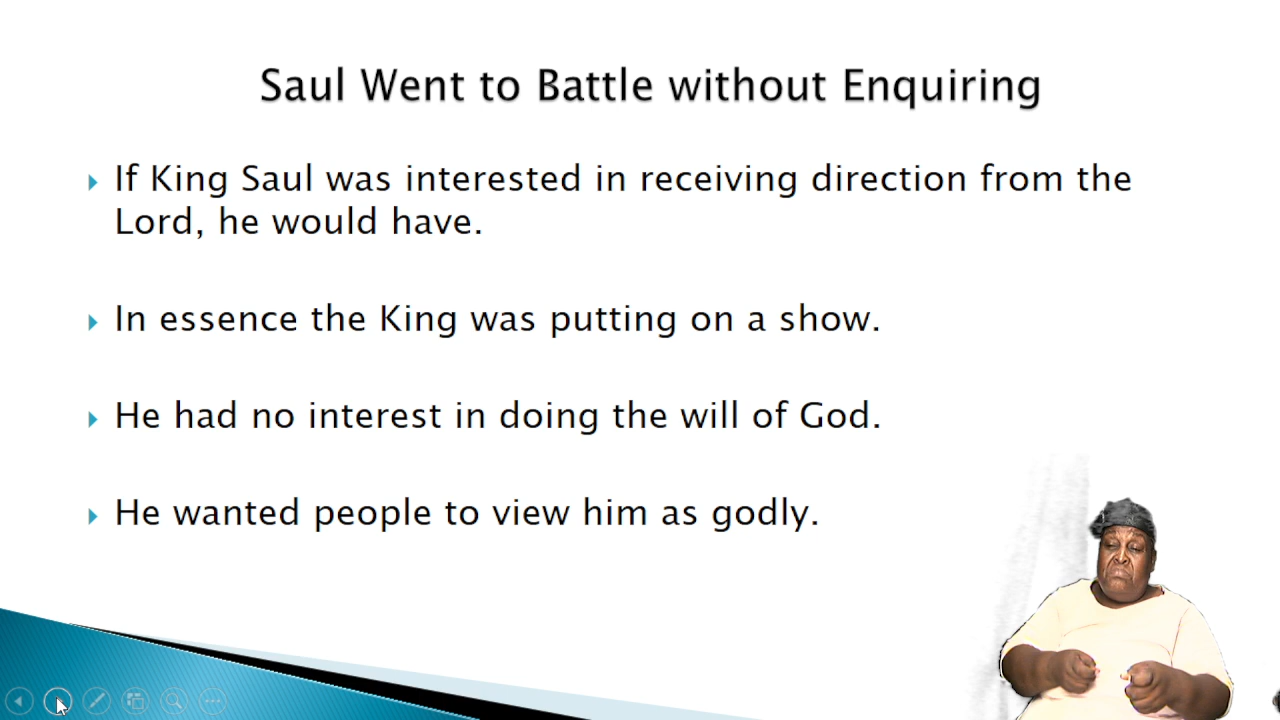 Saul Went to Battle without Enquiring
If King Saul was interested in receiving direction from the
Lord, he would have.
In essence the King was putting on a show.
He had no interest in doing the will of God.
He wanted people to view him as godly.